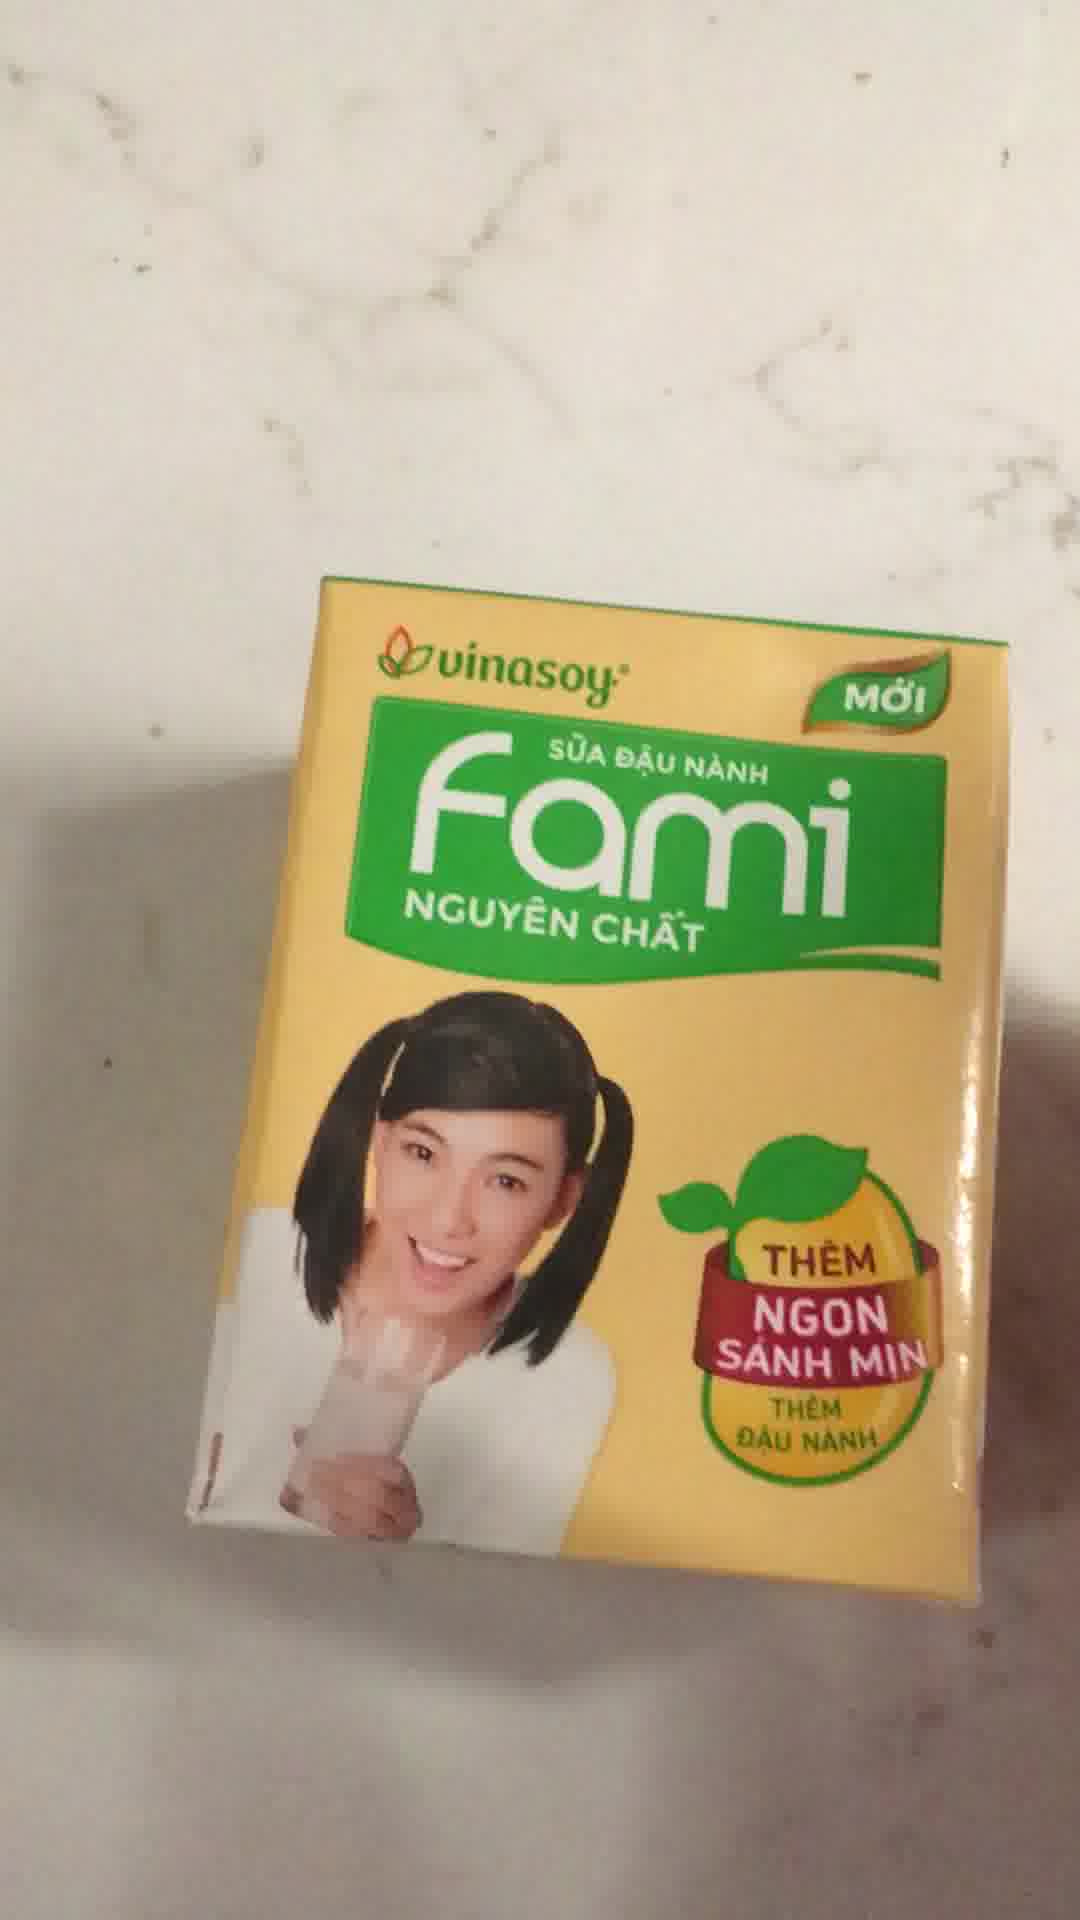 vinasoy
MỚI
SỮA ĐẬU NÀNH
Fami
NGUYÊN CHẤT
THÊM
NGON
SÁNH MỊN
THÊM
ĐẬU NÀNH